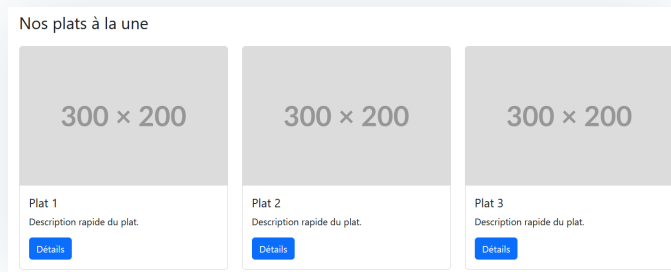 Nos plats à la une
300 × 200
300 × 200
300 × 200
Plat 1
Description rapide du plat.
Détails
Plat 2
Description rapide du plat.
Détails
Plat 3
Description rapide du plat.
Détails